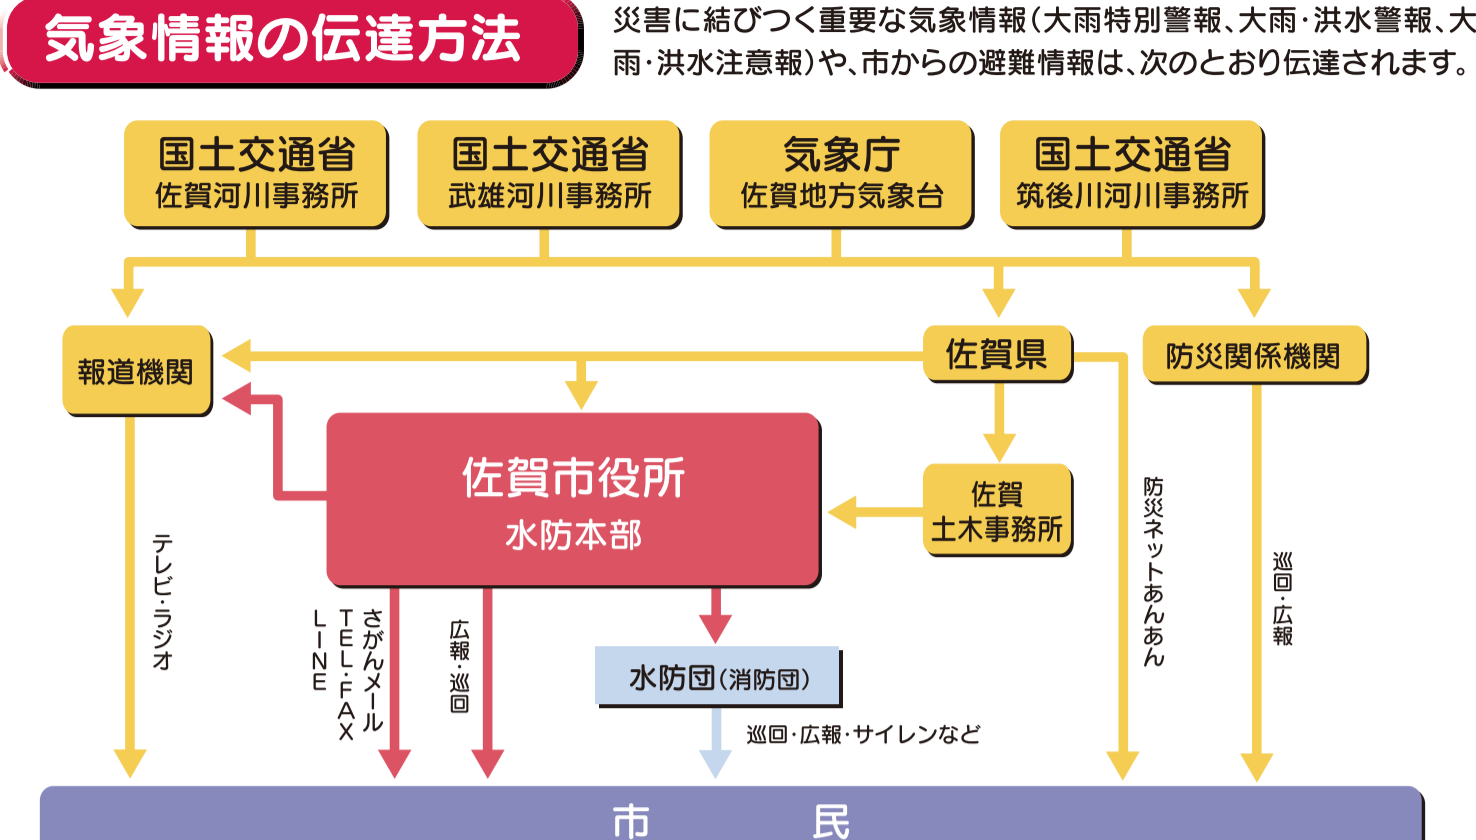 気象情報の伝達方法
災害に結びつく重要な気象情報(大雨特別警報、大雨・洪水警報、大
雨・洪水注意報)や、市からの避難情報は、次のとおり伝達されます。
国土交通省
佐賀河川事務所
国土交通省
武雄河川事務所
気象庁
佐賀地方気象台
国土交通省
筑後川河川事務所
報道機関
佐賀県
防災関係機関
佐賀市役所
水防本部
佐賀
土木事務所
テレビ・ラジオ
さがんメール
TEL・FAX
LINE
広報・巡回
水防団(消防団)
巡回・広報・サイレンなど
防災ネットあんあん
巡回・広報
市民